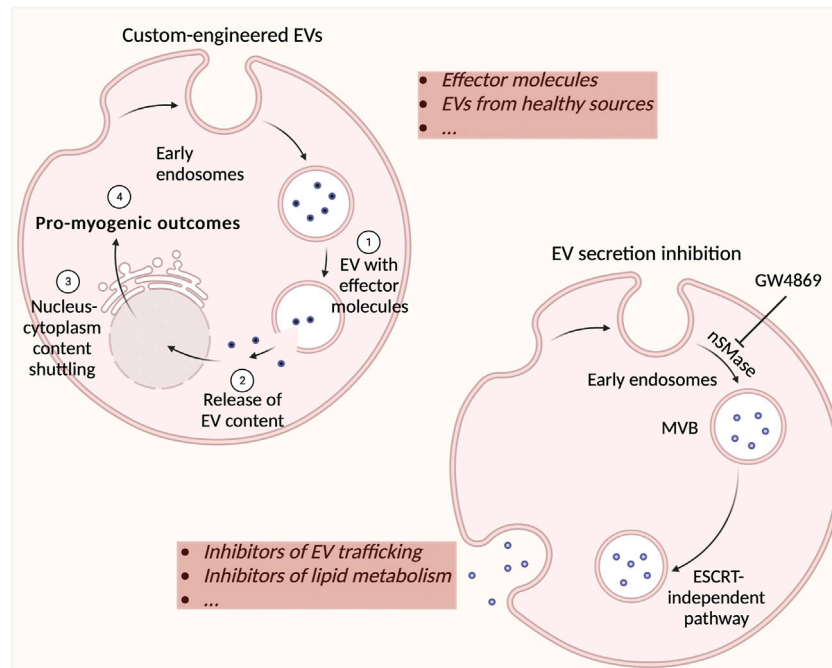 Custom-engineered EVs
• Effector molecules
• EVs from healthy sources
• ...
Early
endosomes
4
Pro-myogenic outcomes
1
EV with
effector
molecules
3
Nucleus-
cytoplasm
content
shuttling
2
Release of
EV content
EV secretion inhibition
GW4869
nSMase
Early endosomes
MVB
ESCRT-
independent
pathway
• Inhibitors of EV trafficking
• Inhibitors of lipid metabolism
• ...